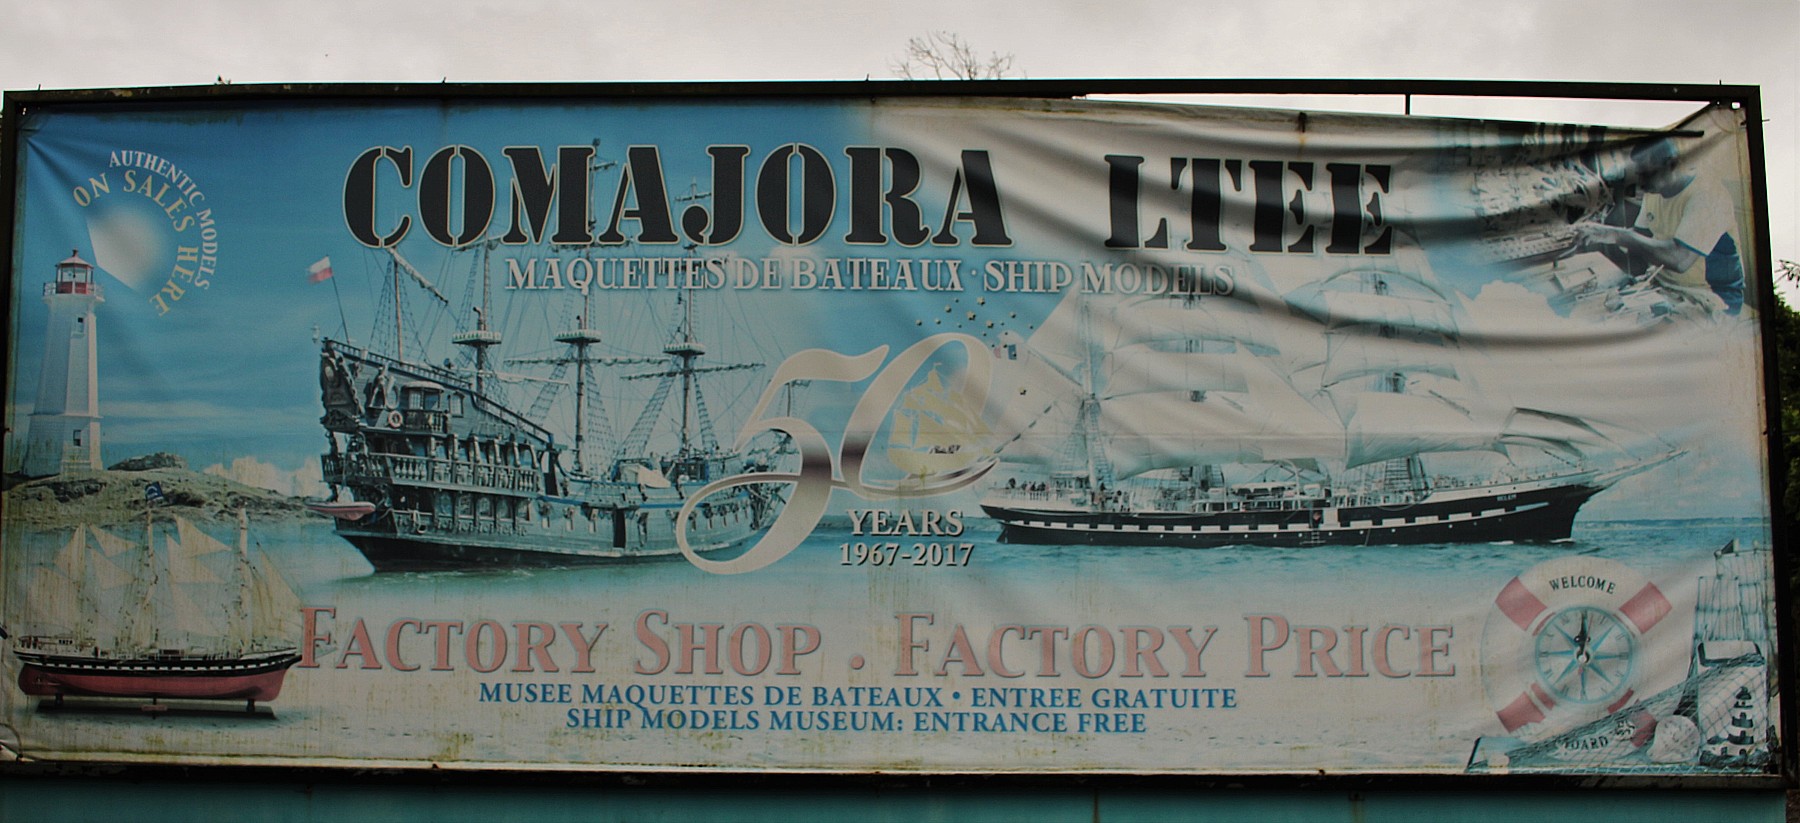 COMAJORA LTEE
MAQUETTES DE BATEAUX · SHIP MODELS
AUTHENTIC MODELS
ON SALES HERE
50
YEARS
1967-2017
FACTORY SHOP . FACTORY PRICE
MUSEE MAQUETTES DE BATEAUX • ENTREE GRATUITE
SHIP MODELS MUSEUM: ENTRANCE FREE
WELCOME